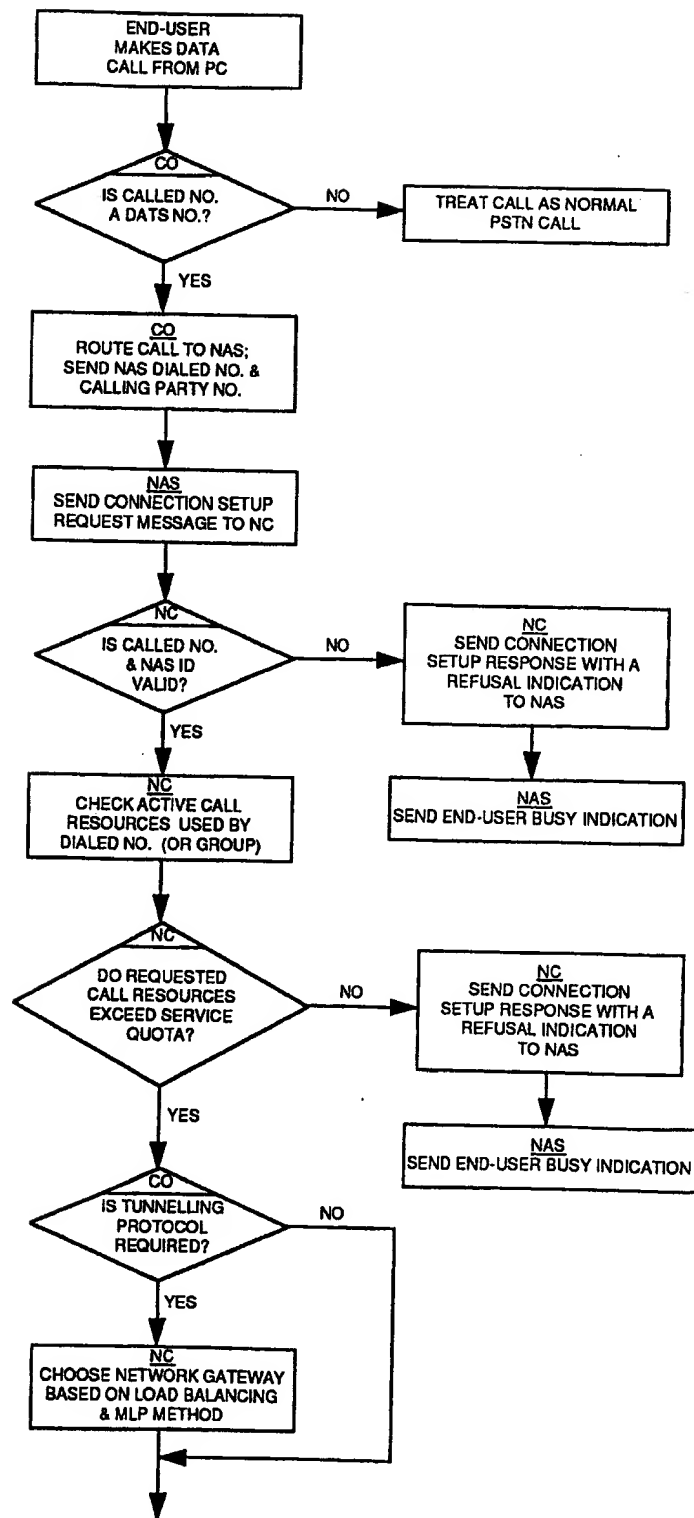 END-USER
MAKES DATA
CALL FROM PC
CO
IS CALLED NO.
A DATS NO.?
NO
TREAT CALL AS NORMAL
PSTN CALL
YES
CO
ROUTE CALL TO NAS;
SEND NAS DIALED NO. &
CALLING PARTY NO.
NAS
SEND CONNECTION SETUP
REQUEST MESSAGE TO NC
NC
IS CALLED NO.
& NAS ID
VALID?
NO
NC
SEND CONNECTION
SETUP RESPONSE WITH A
REFUSAL INDICATION
TO NAS
YES
NAS
SEND END-USER BUSY INDICATION
NC
CHECK ACTIVE CALL
RESOURCES USED BY
DIALED NO. (OR GROUP)
NC
DO REQUESTED
CALL RESOURCES
EXCEED SERVICE
QUOTA?
NO
NC
SEND CONNECTION
SETUP RESPONSE WITH A
REFUSAL INDICATION
TO NAS
YES
NAS
SEND END-USER BUSY INDICATION
CO
IS TUNNELLING
PROTOCOL
REQUIRED?
NO
YES
NC
CHOOSE NETWORK GATEWAY
BASED ON LOAD BALANCING
& MLP METHOD